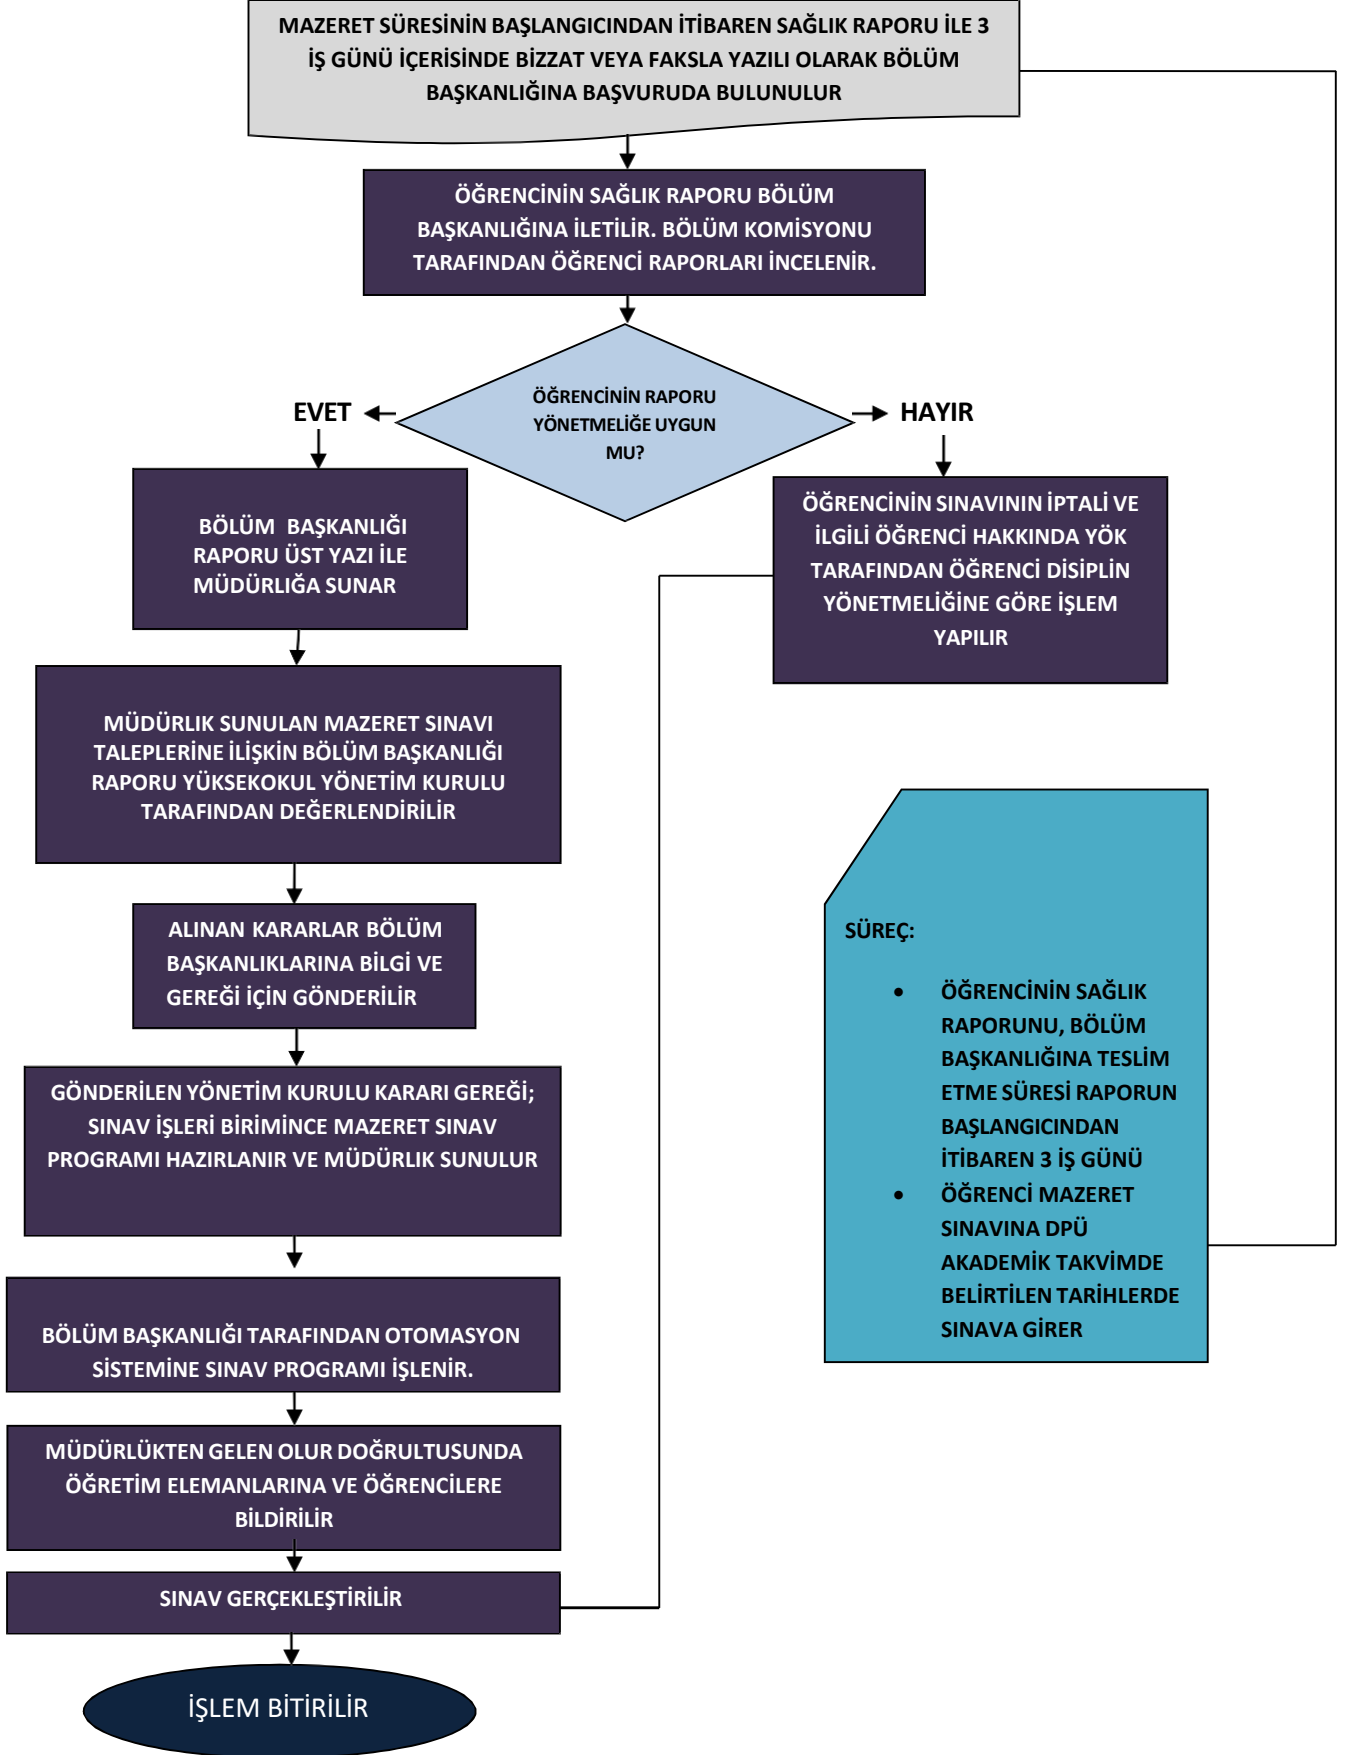 MAZERET SÜRESİNİN BAŞLANGICINDAN İTİBAREN SAĞLIK RAPORU İLE 3
İŞ GÜNÜ İÇERİSİNDE BİZZAT VEYA FAKSLA YAZILI OLARAK BÖLÜM
BAŞKANLIĞINA BAŞVURUDA BULUNULUR
ÖĞRENCİNİN SAĞLIK RAPORU BÖLÜM
BAŞKANLIĞINA İLETİLİR. BÖLÜM KOMİSYONU
TARAFINDAN ÖĞRENCİ RAPORLARI İNCELENİR.
ÖĞRENCİNİN RAPORU
YÖNETMELİĞE UYGUN
MU?
EVET
HAYIR
BÖLÜM BAŞKANLIĞI
RAPORU ÜST YAZI İLE
MÜDÜRLIĞA SUNAR
ÖĞRENCİNİN SINAVININ İPTALİ VE
İLGİLİ ÖĞRENCİ HAKKINDA YÖK
TARAFINDAN ÖĞRENCİ DİSİPLİN
YÖNETMELİĞİNE GÖRE İŞLEM
YAPILIR
MÜDÜRLIK SUNULAN MAZERET SINAVI
TALEPLERİNE İLİŞKİN BÖLÜM BAŞKANLIĞI
RAPORU YÜKSEKOKUL YÖNETİM KURULU
TARAFINDAN DEĞERLENDİRİLİR
ALINAN KARARLAR BÖLÜM
BAŞKANLIKLARINA BİLGİ VE
GEREĞİ İÇİN GÖNDERİLİR
GÖNDERİLEN YÖNETİM KURULU KARARI GEREĞİ;
SINAV İŞLERİ BİRİMİNCE MAZERET SINAV
PROGRAMI HAZIRLANIR VE MÜDÜRLIK SUNULUR
BÖLÜM BAŞKANLIĞI TARAFINDAN OTOMASYON
SİSTEMİNE SINAV PROGRAMI İŞLENİR.
MÜDÜRLÜKTEN GELEN OLUR DOĞRULTUSUNDA
ÖĞRETİM ELEMANLARINA VE ÖĞRENCİLERE
BİLDİRİLİR
SINAV GERÇEKLEŞTİRİLİR
İŞLEM BİTİRİLİR
SÜREÇ:
• ÖĞRENCİNİN SAĞLIK
RAPORUNU, BÖLÜM
BAŞKANLIĞINA TESLİM
ETME SÜRESİ RAPORUN
BAŞLANGICINDAN
İTİBAREN 3 İŞ GÜNÜ
• ÖĞRENCİ MAZERET
SINAVINA DPÜ
AKADEMİK TAKVİMDE
BELİRTİLEN TARİHLERDE
SINAVA GİRER